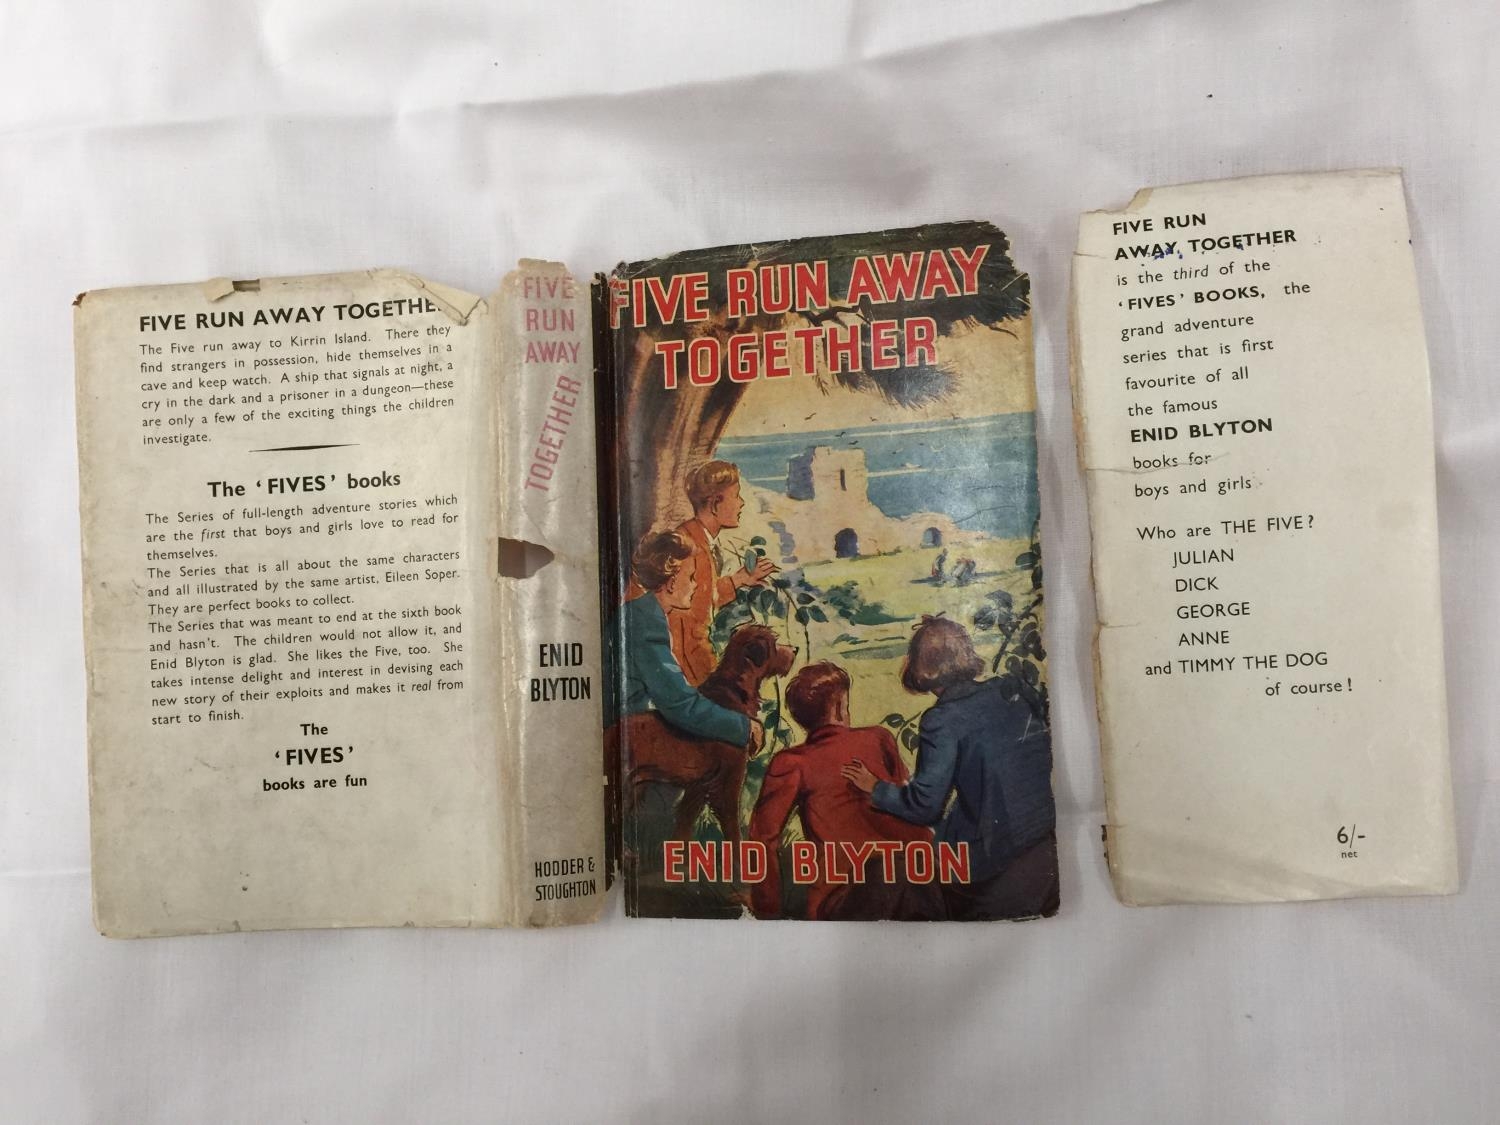 FIVE RUN AWAY TOGETHE
The Five run away to Kirrin Island. There they
find strangers in possession, hide themselves in a
cave and keep watch. A ship that signals at night, a
cry in the dark and a prisoner in a dungeon—these
are only a few of the exciting things the children
investigate.
The ‘FIVES’ books
The Series of full-length adventure stories which
are the first that boys and girls love to read for
themselves.
The Series that is all about the same characters
and all illustrated by the same artist, Eileen Soper.
They are perfect books to collect.
The Series that was meant to end at the sixth book
and hasn't. The children would not allow it, and
Enid Blyton is glad. She likes the Five, too. She
takes intense delight and interest in devising each
new story of their exploits and makes it real from
start to finish.
The
‘FIVES’
books are fun
FIVE
RUN
AWAY
TOGETHER
ENID
BLYTON
HODDER &
STOUGHTON
FIVE RUN AWAY
TOGETHER
ENID BLYTON
FIVE RUN
AWAY TOGETHER
is the third of the
‘FIVES’ BOOKS, the
grand adventure
series that is first
favourite of all
the famous
ENID BLYTON
books for
boys and girls
Who are THE FIVE?
JULIAN
DICK
GEORGE
ANNE
and TIMMY THE DOG
of course!
6/-
net